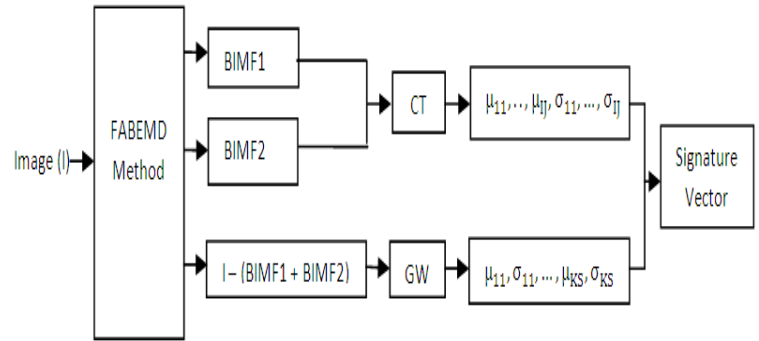 Image (I)
FABEMD
Method
BIMF1
BIMF2
I – (BIMF1 + BIMF2)
CT
GW
μ11,..,μIJ,σ11,…,σIJ
μ11,σ11,…,μKS,σKS
Signature
Vector